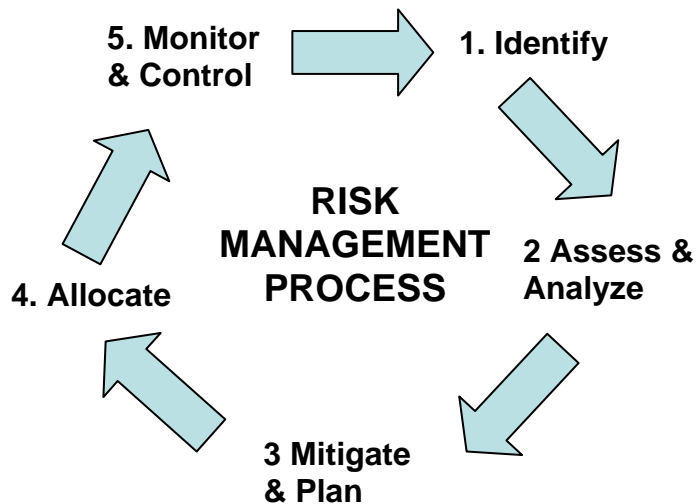 RISK
MANAGEMENT
PROCESS
1. Identify
2 Assess &
Analyze
3 Mitigate
& Plan
4. Allocate
5. Monitor
& Control